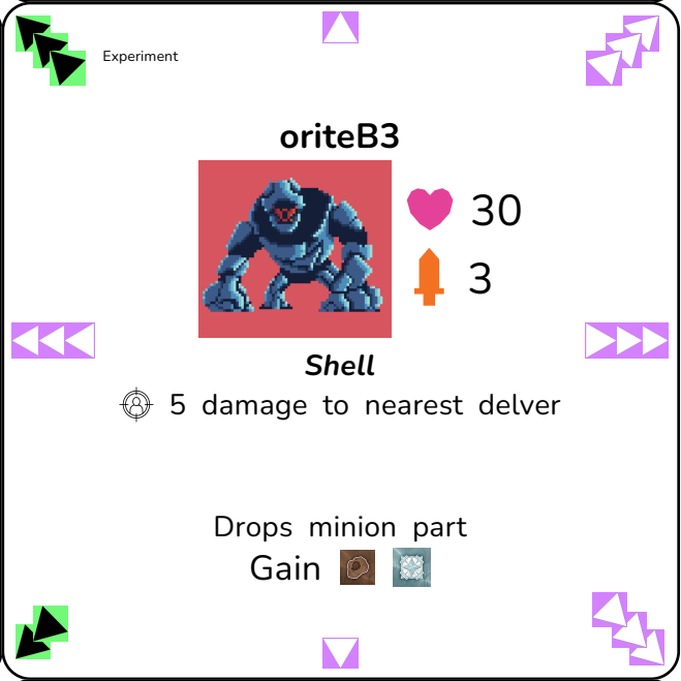 Experiment
oriteB3
30
3
Shell
5 damage to nearest delver
Drops minion part
Gain